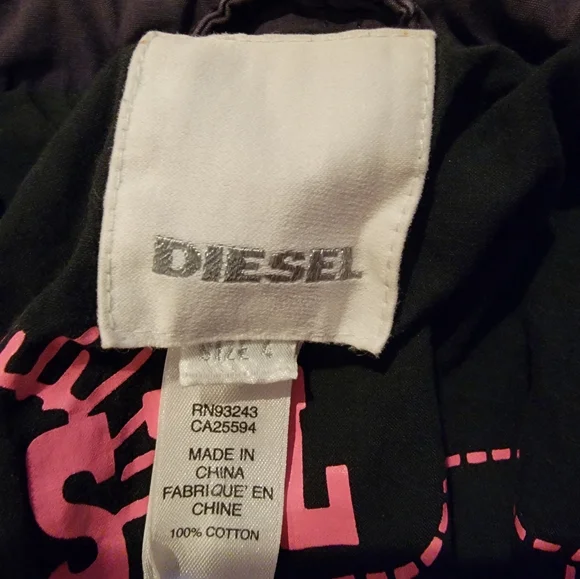 DIESEL
SIZE 4
RN93243
CA25594
MADE IN
CHINA
FABRIQUE' EN
CHINE
100% COTTON